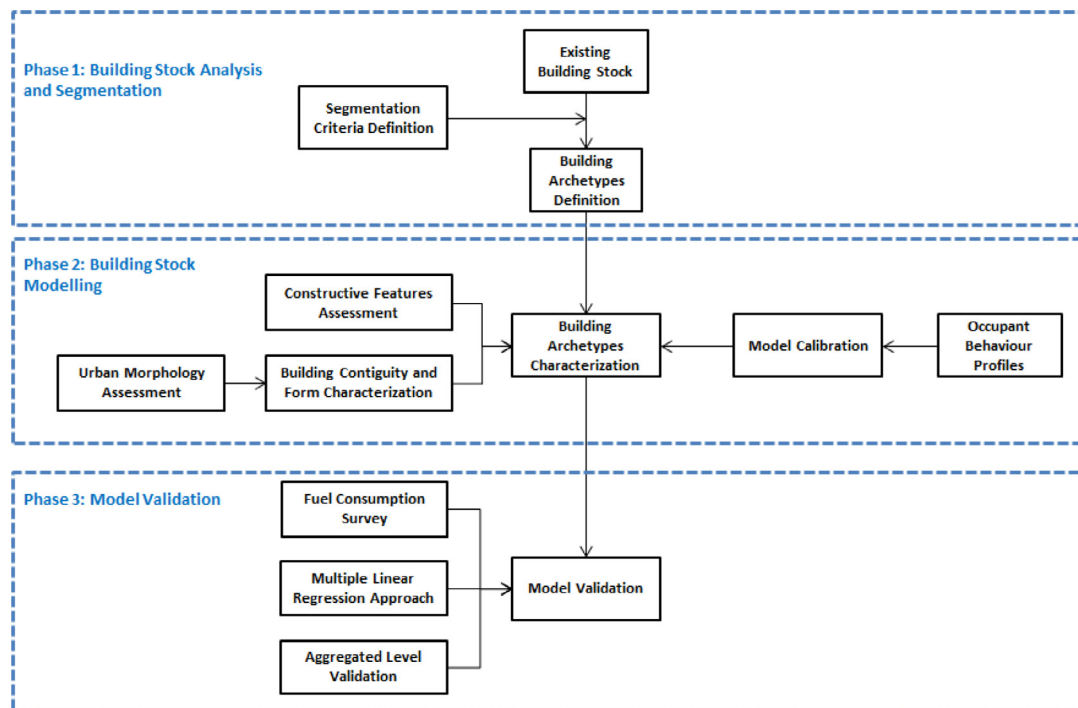 Phase 1: Building Stock Analysis
and Segmentation
Existing
Building Stock
Segmentation
Criteria Definition
Building
Archetypes
Definition
Phase 2: Building Stock
Modelling
Constructive Features
Assessment
Urban Morphology
Assessment
Building Contiguity and
Form Characterization
Building
Archetypes
Characterization
Model Calibration
Occupant
Behaviour
Profiles
Phase 3: Model Validation
Fuel Consumption
Survey
Multiple Linear
Regression Approach
Aggregated Level
Validation
Model Validation